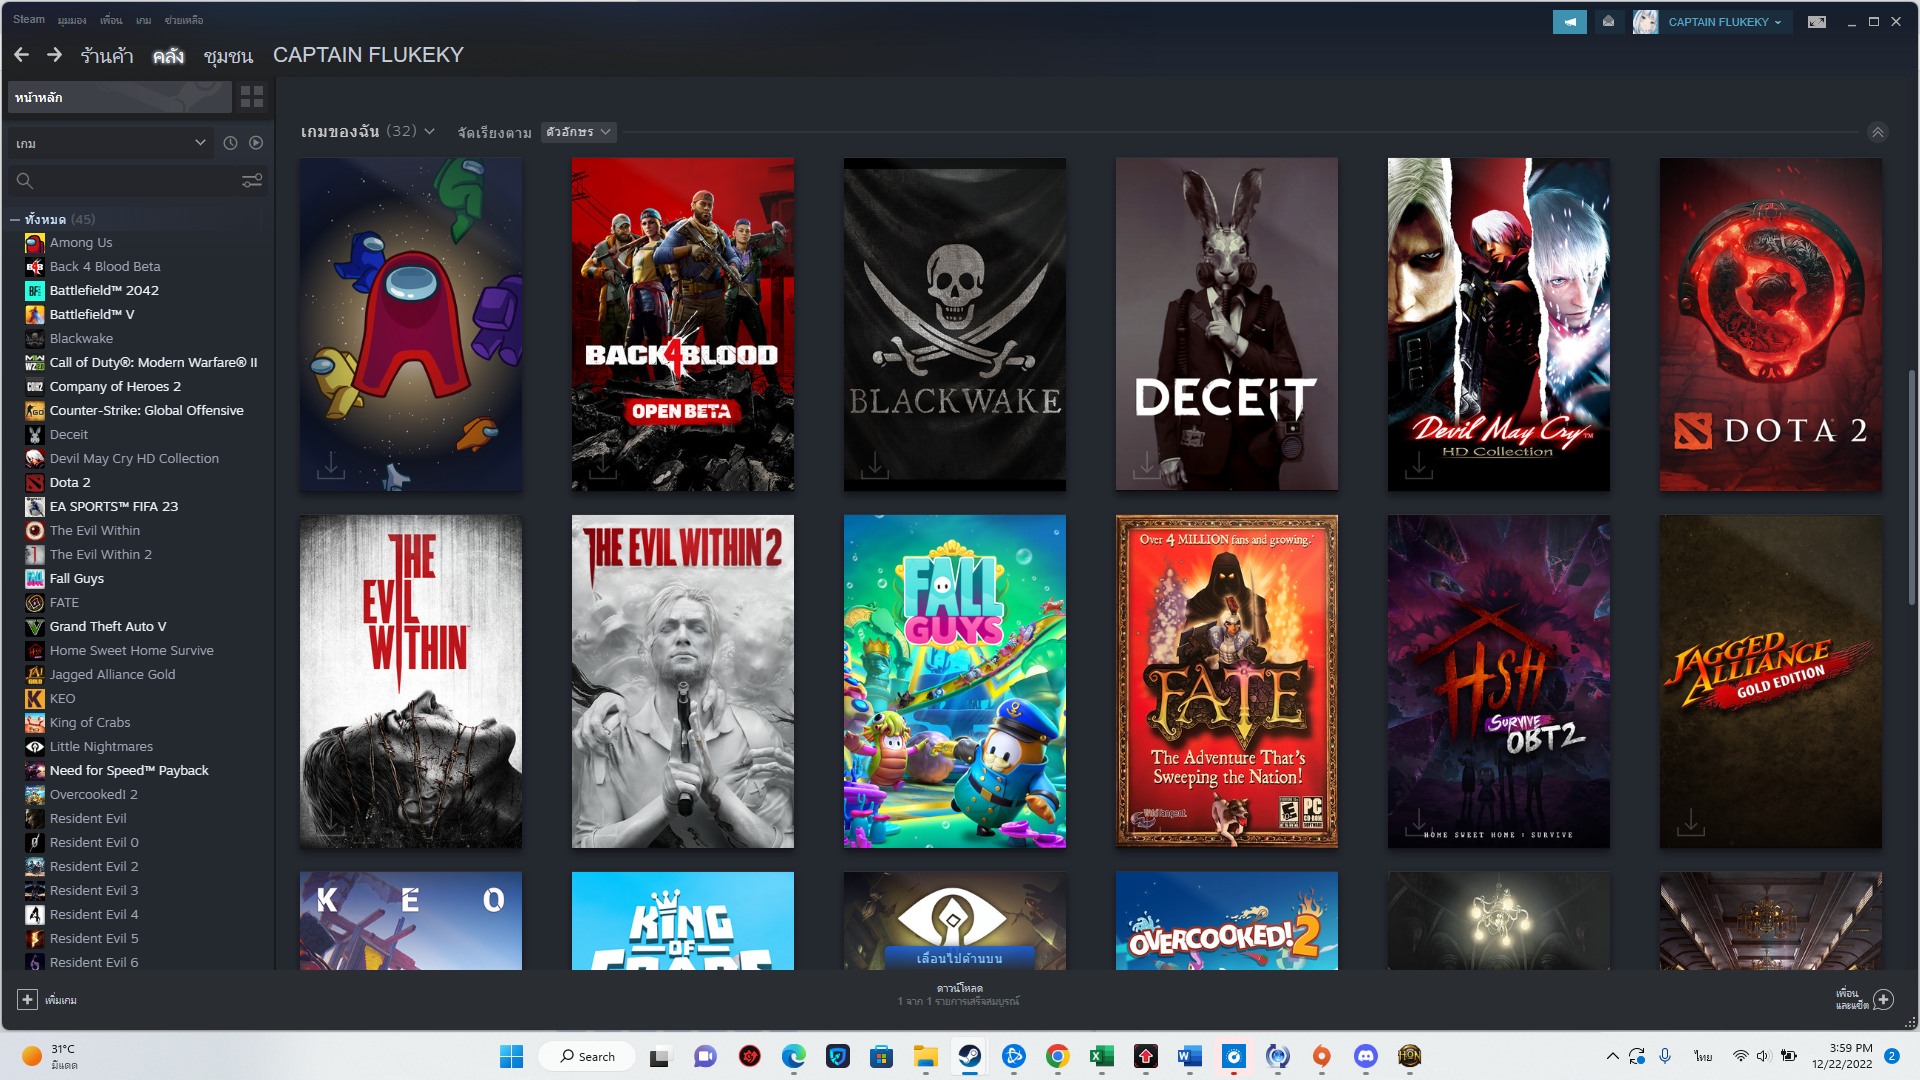 Steam มุมมอง เพื่อน เกม ช่วยเหลือ
CAPTAIN FLUKEKY
ร้านค้า คลัง ชุมชน CAPTAIN FLUKEKY
หน้าหลัก
เกม
เกมของฉัน (32) จัดเรียงตาม ตัวอักษร
ทั้งหมด (45)
Among Us
Back 4 Blood Beta
Battlefield™ 2042
Battlefield™ V
Blackwake
Call of Duty®: Modern Warfare® II
Company of Heroes 2
Counter-Strike: Global Offensive
Deceit
Devil May Cry HD Collection
Dota 2
EA SPORTS™ FIFA 23
The Evil Within
The Evil Within 2
Fall Guys
FATE
Grand Theft Auto V
Home Sweet Home Survive
Jagged Alliance Gold
KEO
King of Crabs
Little Nightmares
Need for Speed™ Payback
Overcooked! 2
Resident Evil
Resident Evil 0
Resident Evil 2
Resident Evil 3
Resident Evil 4
Resident Evil 5
Resident Evil 6
BACK 4 BLOOD
OPEN BETA
BLACKWAKE
DECEIT
Devil May Cry™
HD Collection
DOTA 2
THE
EVIL
WITHIN
THE EVIL WITHIN 2
FALL
GUYS
Over 4 MILLION fans and growing.
FATE
The Adventure That's
Sweeping the Nation!
WildTangent
E
PC
CD-ROM
SOFTWARE
HSH
SURVIVE
OBT2
HOME SWEET HOME : SURVIVE
JAGGED
ALLIANCE
GOLD EDITION
KEO
KING
OF
CRABS
เลื่อนไปด้านบน
OVERCOOKED! 2
เพิ่มเกม
ดาวน์โหลด
1 จาก 1 รายการเสร็จสมบูรณ์
เพื่อน
และแช็ต
31°C
มีแดด
Search
HON
ไทย
3:59 PM
12/22/2022
2